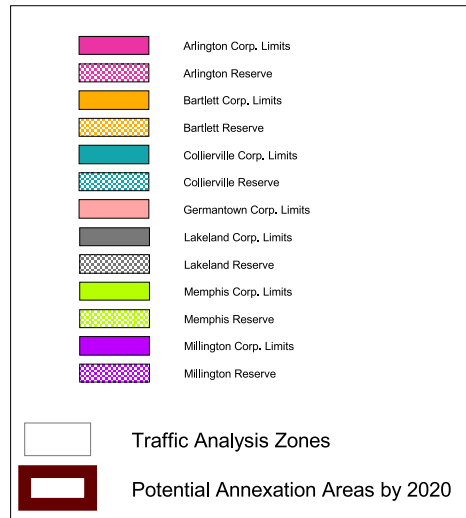 Arlington Corp. Limits
Arlington Reserve
Bartlett Corp. Limits
Bartlett Reserve
Collierville Corp. Limits
Collierville Reserve
Germantown Corp. Limits
Lakeland Corp. Limits
Lakeland Reserve
Memphis Corp. Limits
Memphis Reserve
Millington Corp. Limits
Millington Reserve
Traffic Analysis Zones
Potential Annexation Areas by 2020